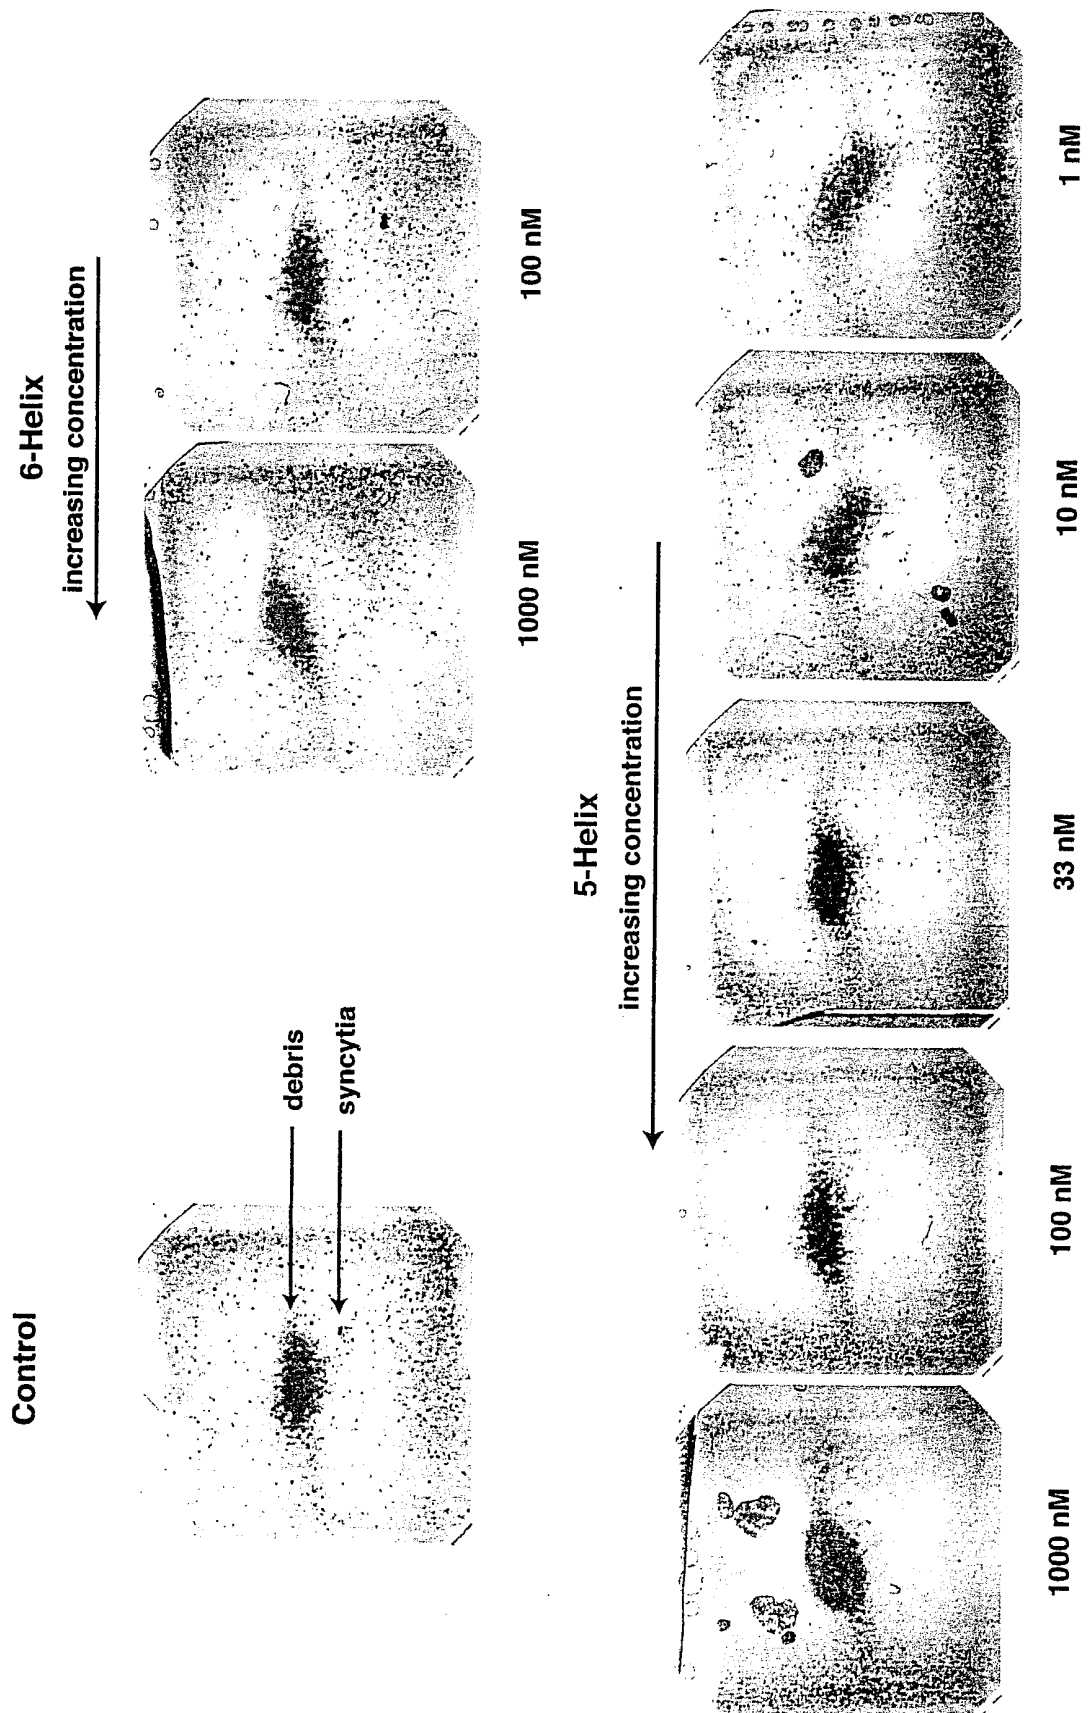 Control
6-Helix
increasing concentration
debris
syncytia
1000 nM
100 nM
5-Helix
increasing concentration
1000 nM
100 nM
33 nM
10 nM
1 nM